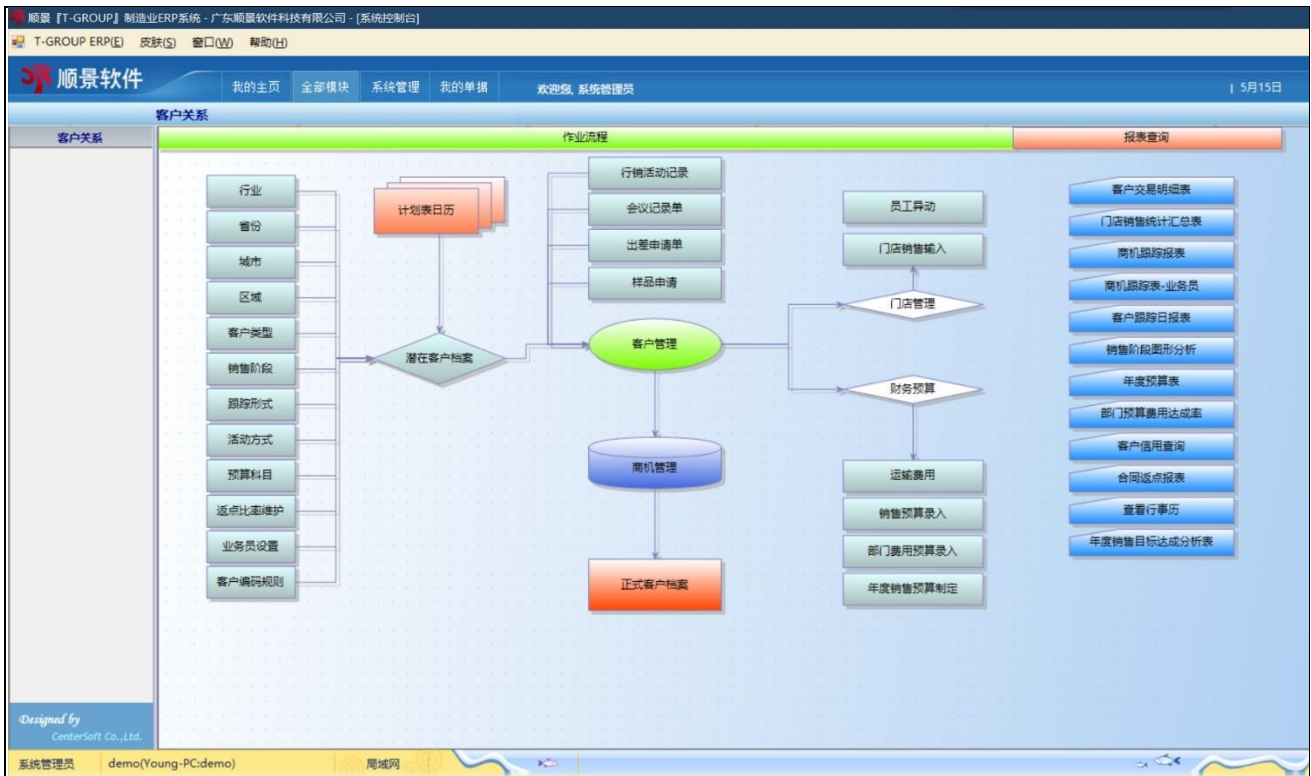 顺景『T-GROUP』制造业ERP系统 - 广东顺景软件科技有限公司 - [系统控制台]
T-GROUP ERP(E) 皮肤(S) 窗口(W) 帮助(H)
顺景软件 我的主页 全部模块 系统管理 我的单据 欢迎您, 系统管理员 | 5月15日
客户关系
客户关系 作业流程 报表查询
行业
省份
城市
区域
客户类型
销售阶段
跟踪形式
活动方式
预算科目
返点比率维护
业务员设置
客户编码规则
计划表日历
潜在客户档案
行销活动记录
会议记录单
出差申请单
样品申请
客户管理
商机管理
正式客户档案
员工异动
门店销售输入
门店管理
财务预算
运输费用
销售预算录入
部门费用预算录入
年度销售预算制定
客户交易明细表
门店销售统计汇总表
商机跟踪报表
商机跟踪表-业务员
客户跟踪日报表
销售阶段图形分析
年度预算表
部门预算费用达成率
客户信用查询
合同返点报表
查看行事历
年度销售目标达成分析表
Designed by
CenterSoft Co.,Ltd.
系统管理员 demo(Young-PC:demo) 局域网